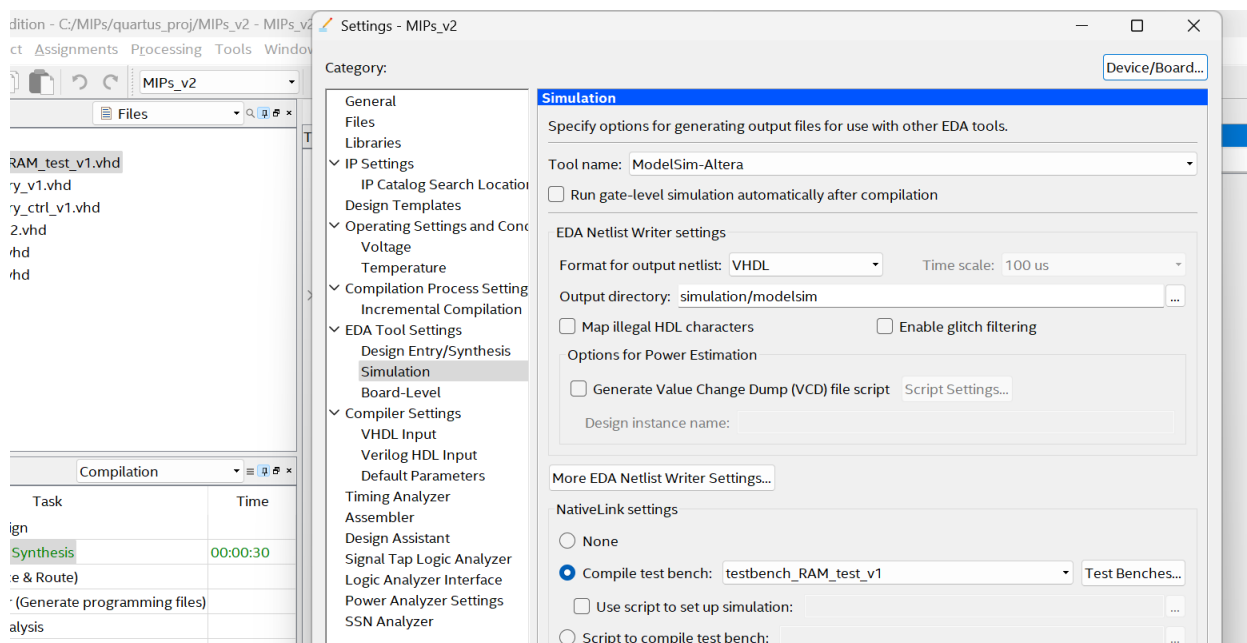 dition - C:/MIPs/quartus_proj/MIPs_v2 - MIPs_v2
ct Assignments Processing Tools Window
MIPs_v2
Files
RAM_test_v1.vhd
ry_v1.vhd
ry_ctrl_v1.vhd
2.vhd
vhd
vhd
Compilation
Task Time
ign
Synthesis 00:00:30
te & Route)
r (Generate programming files)
alysis
Settings - MIPs_v2
Category:
Device/Board...
General
Files
Libraries
IP Settings
IP Catalog Search Location
Design Templates
Operating Settings and Cond
Voltage
Temperature
Compilation Process Setting
Incremental Compilation
EDA Tool Settings
Design Entry/Synthesis
Simulation
Board-Level
Compiler Settings
VHDL Input
Verilog HDL Input
Default Parameters
Timing Analyzer
Assembler
Design Assistant
Signal Tap Logic Analyzer
Logic Analyzer Interface
Power Analyzer Settings
SSN Analyzer
Simulation
Specify options for generating output files for use with other EDA tools.
Tool name: ModelSim-Altera
Run gate-level simulation automatically after compilation
EDA Netlist Writer settings
Format for output netlist: VHDL Time scale: 100 us
Output directory: simulation/modelsim ...
Map illegal HDL characters Enable glitch filtering
Options for Power Estimation
Generate Value Change Dump (VCD) file script Script Settings...
Design instance name:
More EDA Netlist Writer Settings...
NativeLink settings
None
Compile test bench: testbench_RAM_test_v1 Test Benches...
Use script to set up simulation: ...
Script to compile test bench: ...